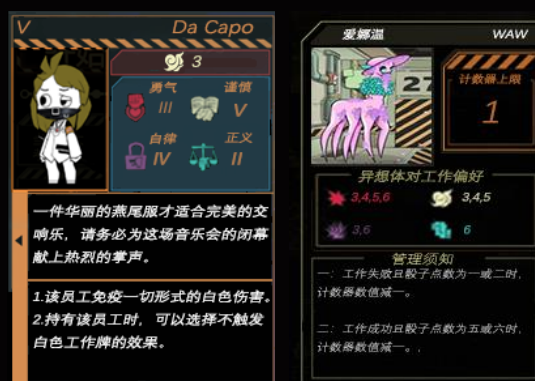 V Da Capo
3
勇气 谨慎
III V
自律 正义
IV II
一件华丽的燕尾服才适合完美的交
响乐，请务必为这场音乐会的闭幕
献上热烈的掌声。
1.该员工免疫一切形式的白色伤害。
2.持有该员工时，可以选择不触发
白色工作牌的效果。
爱娜温 WAW
27
计数器上限
1
异想体对工作偏好
3,4,5,6 3,4,5
3,6 6
管理须知
一：工作失败且骰子点数为一或二时，
计数器数值减一。
二：工作成功且骰子点数为五或六时，
计数器数值减一。.